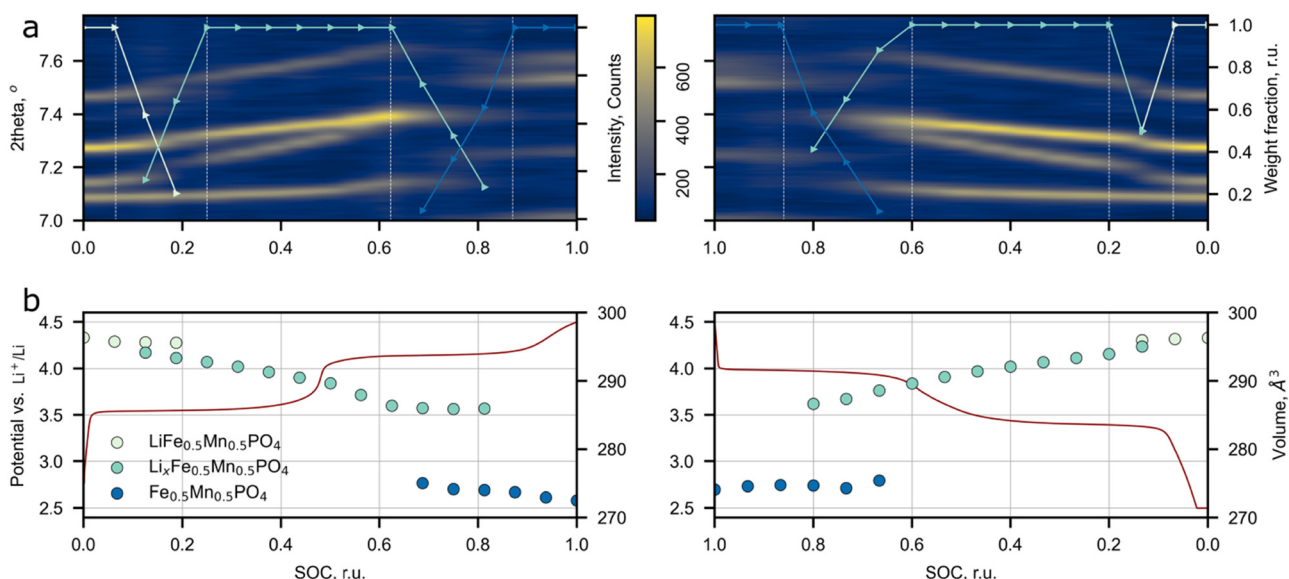 a
2theta, °
7.6
7.4
7.2
7.0
0.0 0.2 0.4 0.6 0.8 1.0
Intensity, Counts
600
400
200
1.0 0.8 0.6 0.4 0.2 0.0
Weight fraction, r.u.
1.0
0.8
0.6
0.4
0.2
b
Potential vs. Li⁺/Li
4.5
4.0
3.5
3.0
2.5
300
290
280
270
LiFe₀.₅Mn₀.₅PO₄
LiₓFe₀.₅Mn₀.₅PO₄
Fe₀.₅Mn₀.₅PO₄
0.0 0.2 0.4 0.6 0.8 1.0
SOC, r.u.
4.5
4.0
3.5
3.0
2.5
300
290
280
270
Volume, Å³
1.0 0.8 0.6 0.4 0.2 0.0
SOC, r.u.